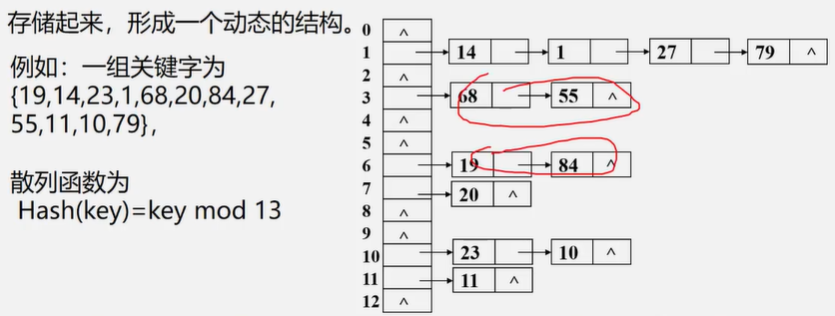 存储起来，形成一个动态的结构。
例如：一组关键字为
{19,14,23,1,68,20,84,27,
55,11,10,79}，
散列函数为
Hash(key)=key mod 13
0 ^
1 14 1 27 79 ^
2 ^
3 68 55 ^
4 ^
5 ^
6 19 84 ^
7 20 ^
8 ^
9 ^
10 23 10 ^
11 11 ^
12 ^